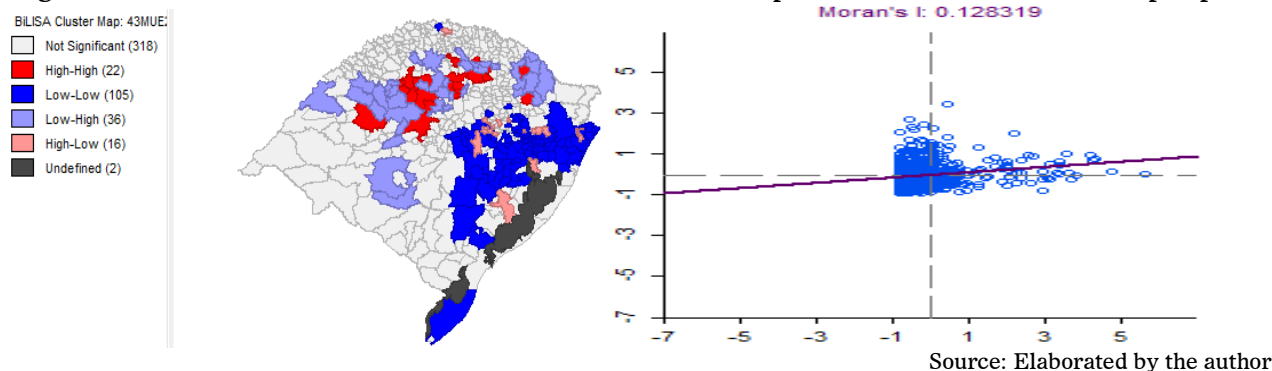 BiLISA Cluster Map: 43MUE
Not Significant (318)
High-High (22)
Low-Low (105)
Low-High (36)
High-Low (16)
Undefined (2)
Moran's I: 0.128319
5
3
1
-1
-3
-5
-7
-7
-5
-3
-1
1
3
5
Source: Elaborated by the author